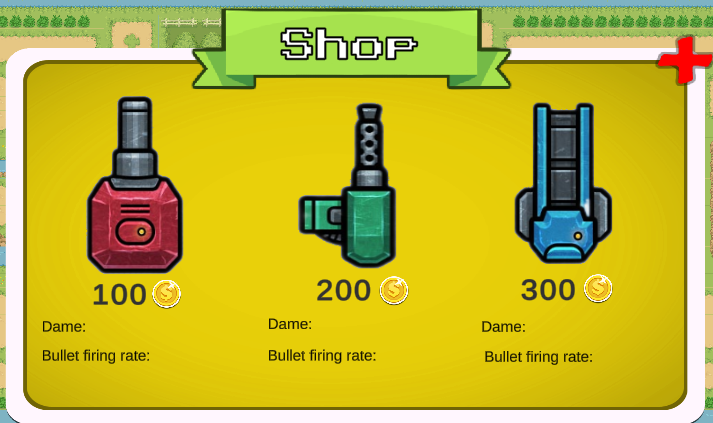 Shop
100
200
300
Dame:
Dame:
Dame:
Bullet firing rate:
Bullet firing rate:
Bullet firing rate: